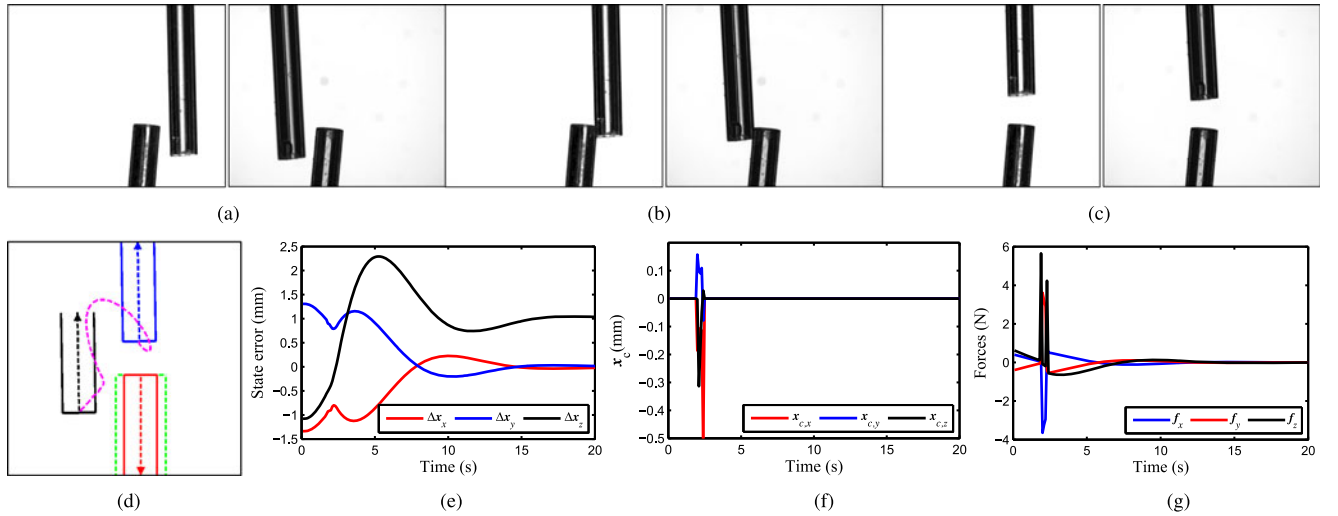 (a)
(b)
(c)
(d)
State error (mm)
2.5
2
1.5
1
0.5
0
−0.5
−1
−1.5
Δx_x Δx_y Δx_z
0 5 10 15 20
Time (s)
(e)
x_c (mm)
0.1
0
−0.1
−0.2
−0.3
−0.4
−0.5
x_{c,x} x_{c,y} x_{c,z}
0 5 10 15 20
Time (s)
(f)
Forces (N)
6
4
2
0
−2
−4
f_x f_y f_z
0 5 10 15 20
Time (s)
(g)